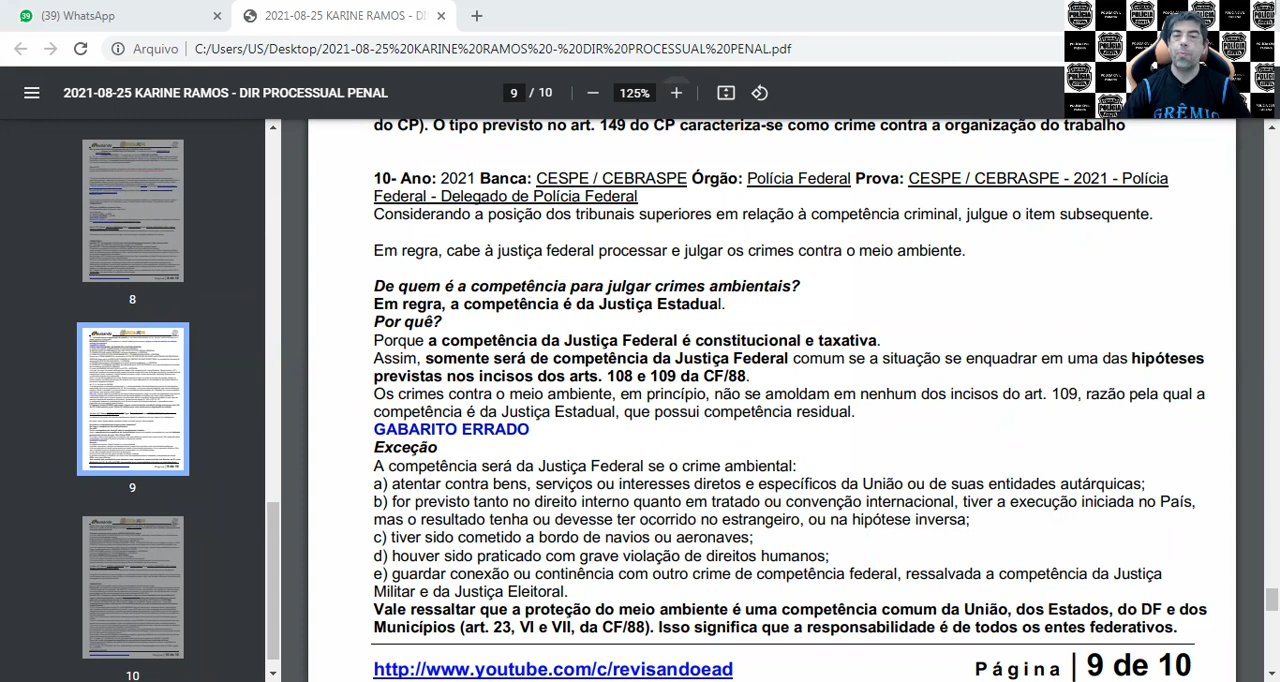 (39) WhatsApp
2021-08-25 KARINE RAMOS - DI
Arquivo
C:/Users/US/Desktop/2021-08-25%20KARINE%20RAMOS%20-%20DIR%20PROCESSUAL%20PENAL.pdf
2021-08-25 KARINE RAMOS - DIR PROCESSUAL PENAL
9 / 10
125%
GRÊMIO
8
9
10
do CP). O tipo previsto no art. 149 do CP caracteriza-se como crime contra a organização do trabalho
10- Ano: 2021 Banca: CESPE / CEBRASPE Órgão: Polícia Federal Prova: CESPE / CEBRASPE - 2021 - Polícia
Federal - Delegado de Polícia Federal
Considerando a posição dos tribunais superiores em relação à competência criminal, julgue o item subsequente.
Em regra, cabe à justiça federal processar e julgar os crimes contra o meio ambiente.
De quem é a competência para julgar crimes ambientais?
Em regra, a competência é da Justiça Estadual.
Por quê?
Porque a competência da Justiça Federal é constitucional e taxativa.
Assim, somente será de competência da Justiça Federal comum se a situação se enquadrar em uma das hipóteses
previstas nos incisos dos arts. 108 e 109 da CF/88.
Os crimes contra o meio ambiente, em princípio, não se amoldam em nenhum dos incisos do art. 109, razão pela qual a
competência é da Justiça Estadual, que possui competência residual.
GABARITO ERRADO
Exceção
A competência será da Justiça Federal se o crime ambiental:
a) atentar contra bens, serviços ou interesses diretos e específicos da União ou de suas entidades autárquicas;
b) for previsto tanto no direito interno quanto em tratado ou convenção internacional, tiver a execução iniciada no País,
mas o resultado tenha ou devesse ter ocorrido no estrangeiro, ou na hipótese inversa;
c) tiver sido cometido a bordo de navios ou aeronaves;
d) houver sido praticado com grave violação de direitos humanos;
e) guardar conexão ou continência com outro crime de competência federal, ressalvada a competência da Justiça
Militar e da Justiça Eleitoral.
Vale ressaltar que a proteção do meio ambiente é uma competência comum da União, dos Estados, do DF e dos
Municípios (art. 23, VI e VII, da CF/88). Isso significa que a responsabilidade é de todos os entes federativos.
http://www.youtube.com/c/revisandoead
Página | 9 de 10